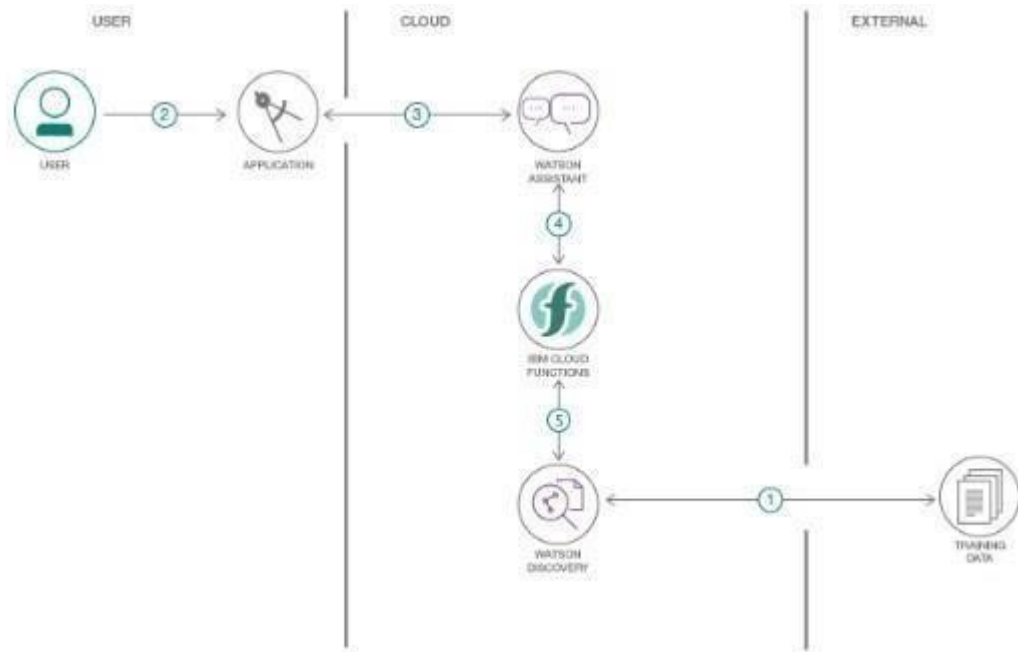 USER
CLOUD
EXTERNAL
2
3
USER
APPLICATION
WATSON
ASSISTANT
4
IBM CLOUD
FUNCTIONS
5
1
WATSON
DISCOVERY
TRAINING
DATA